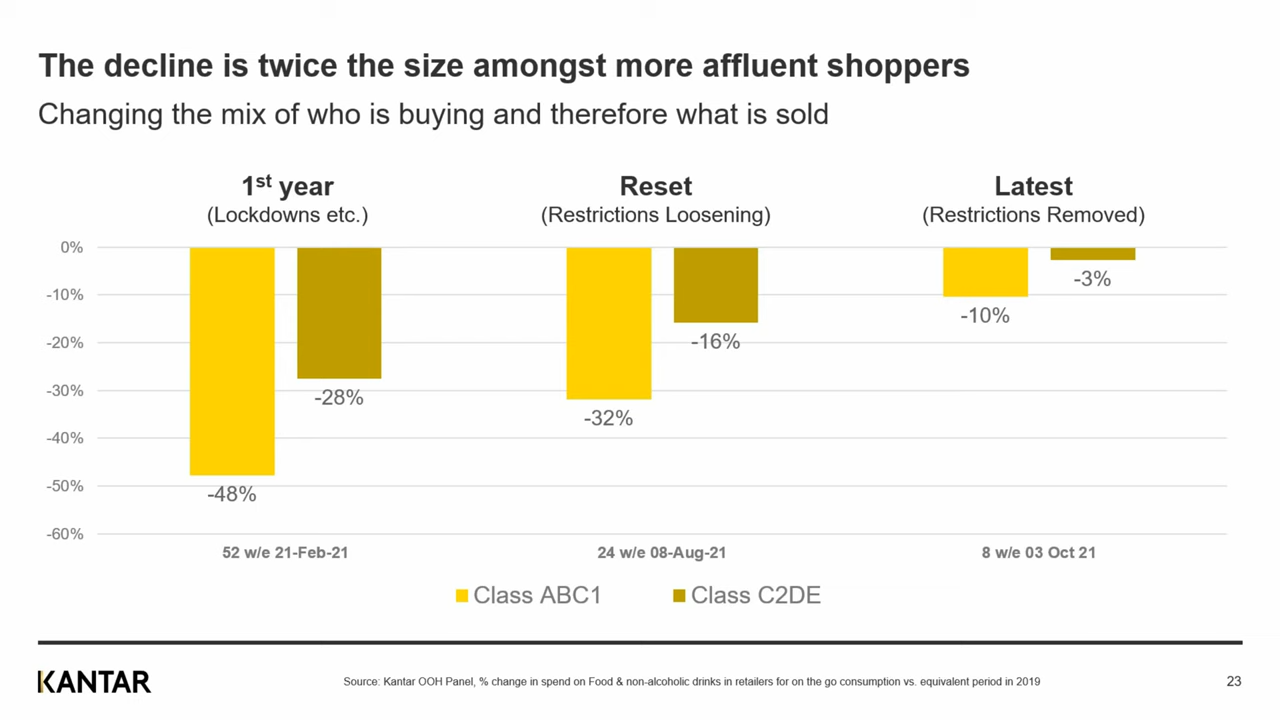 The decline is twice the size amongst more affluent shoppers
Changing the mix of who is buying and therefore what is sold
1st year
(Lockdowns etc.)
Reset
(Restrictions Loosening)
Latest
(Restrictions Removed)
0%
-10%
-20%
-30%
-40%
-50%
-60%
-48%
-28%
-32%
-16%
-10%
-3%
52 w/e 21-Feb-21
24 w/e 08-Aug-21
8 w/e 03 Oct 21
Class ABC1
Class C2DE
KANTAR
Source: Kantar OOH Panel, % change in spend on Food & non-alcoholic drinks in retailers for on the go consumption vs. equivalent period in 2019
23